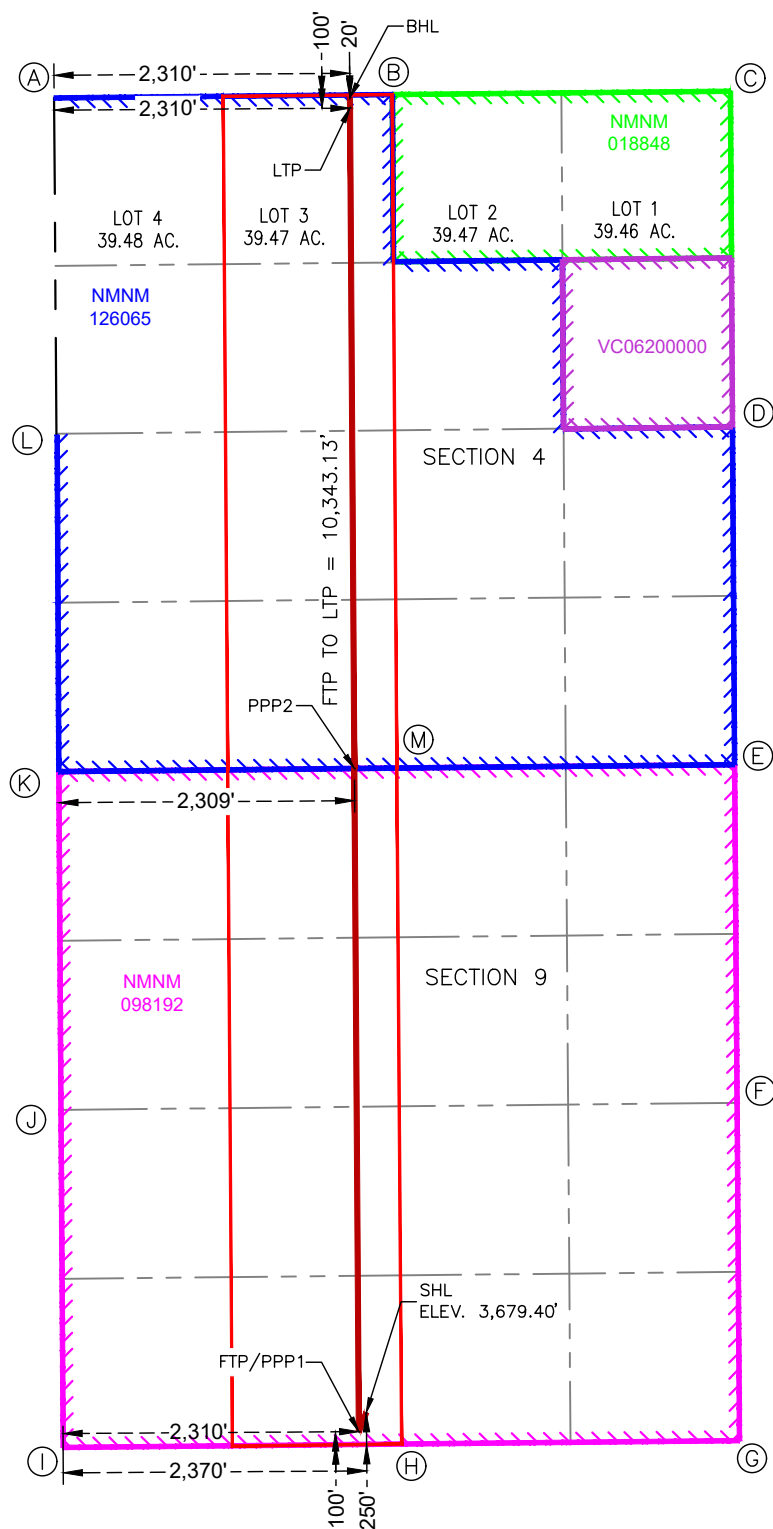 100'
20'
BHL
A
2,310'
B
C
2,310'
NMNM
018848
LTP
LOT 4
39.48 AC.
LOT 3
39.47 AC.
LOT 2
39.47 AC.
LOT 1
39.46 AC.
NMNM
126065
VC06200000
D
L
SECTION 4
FTP TO LTP = 10,343.13'
PPP2
M
E
K
2,309'
NMNM
098192
SECTION 9
F
J
SHL
ELEV. 3,679.40'
FTP/PPP1
2,310'
I
H
G
2,370'
100'
250'